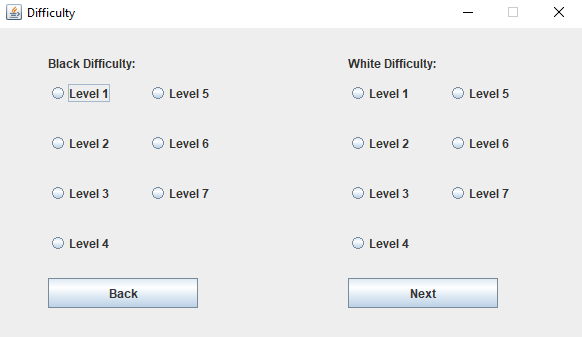 Difficulty
Black Difficulty: White Difficulty:
Level 1 Level 5 Level 1 Level 5
Level 2 Level 6 Level 2 Level 6
Level 3 Level 7 Level 3 Level 7
Level 4 Level 4
Back Next